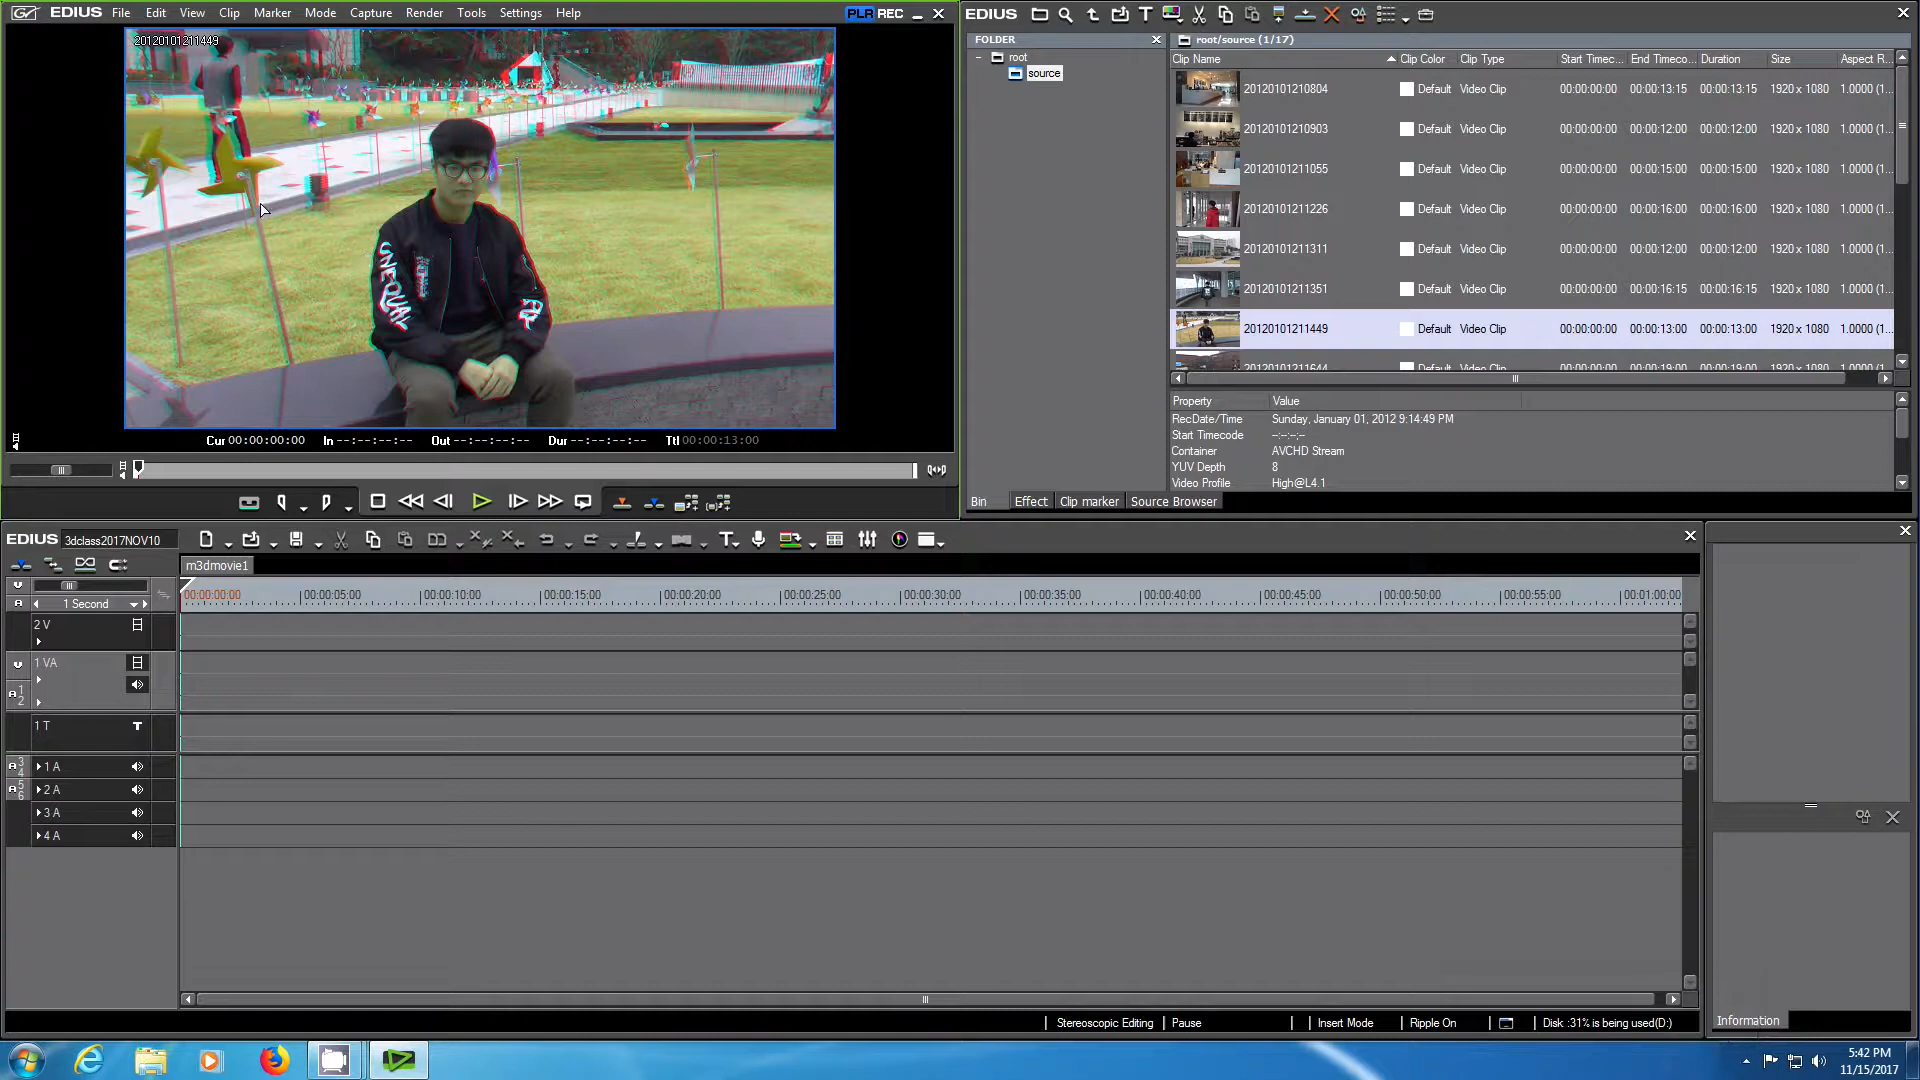 EDIUS File Edit View Clip Marker Mode Capture Render Tools Settings Help PLR REC
20120101211449
UNEQUAL
Cur 00:00:00:00 In --:--:--:-- Out --:--:--:-- Dur --:--:--:-- Ttl 00:00:13:00
EDIUS
FOLDER
root
source
root/source (1/17)
Clip Name Clip Color Clip Type Start Timec... End Timeco... Duration Size Aspect R...
20120101210804 Default Video Clip 00:00:00:00 00:00:13:15 00:00:13:15 1920 x 1080 1.0000 (1...
20120101210903 Default Video Clip 00:00:00:00 00:00:12:00 00:00:12:00 1920 x 1080 1.0000 (1...
20120101211055 Default Video Clip 00:00:00:00 00:00:15:00 00:00:15:00 1920 x 1080 1.0000 (1...
20120101211226 Default Video Clip 00:00:00:00 00:00:16:00 00:00:16:00 1920 x 1080 1.0000 (1...
20120101211311 Default Video Clip 00:00:00:00 00:00:12:00 00:00:12:00 1920 x 1080 1.0000 (1...
20120101211351 Default Video Clip 00:00:00:00 00:00:16:15 00:00:16:15 1920 x 1080 1.0000 (1...
20120101211449 Default Video Clip 00:00:00:00 00:00:13:00 00:00:13:00 1920 x 1080 1.0000 (1...
20120101211644 Default Video Clip 00:00:00:00 00:00:19:00 00:00:19:00 1920 x 1080 1.0000 (1...
Property Value
RecDate/Time Sunday, January 01, 2012 9:14:49 PM
Start Timecode --:--:--:--
Container AVCHD Stream
YUV Depth 8
Video Profile High@L4.1
Bin Effect Clip marker Source Browser
EDIUS 3dclass2017NOV10
m3dmovie1
1 Second
00:00:00:00 00:00:05:00 00:00:10:00 00:00:15:00 00:00:20:00 00:00:25:00 00:00:30:00 00:00:35:00 00:00:40:00 00:00:45:00 00:00:50:00 00:00:55:00 00:01:00:00
2 V
1 VA
1 2
1 T
3 4 1 A
5 6 2 A
3 A
4 A
Information
Stereoscopic Editing Pause Insert Mode Ripple On Disk :31% is being used(D:)
5:42 PM
11/15/2017